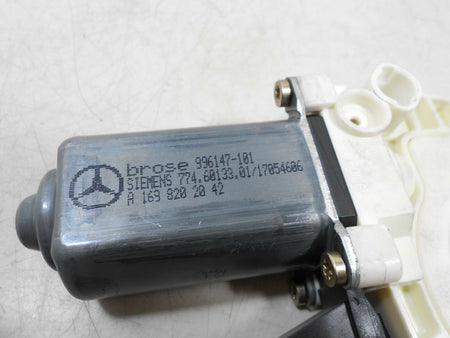 brose 996147-101
SIEMENS 774.60133.01/17054606
A 169 820 20 42